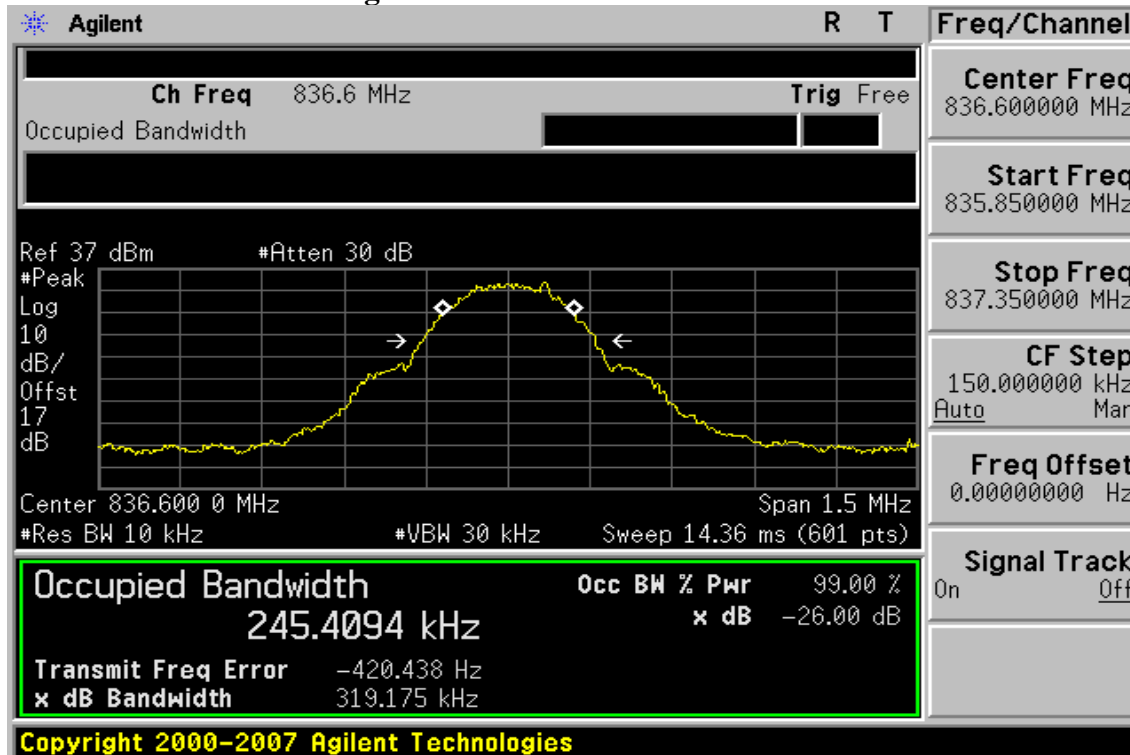 Agilent R T
Ch Freq 836.6 MHz Trig Free
Occupied Bandwidth
Ref 37 dBm #Atten 30 dB
#Peak
Log
10
dB/
Offst
17
dB
Center 836.600 0 MHz Span 1.5 MHz
#Res BW 10 kHz #VBW 30 kHz Sweep 14.36 ms (601 pts)
Occupied Bandwidth Occ BW % Pwr 99.00 %
245.4094 kHz x dB -26.00 dB
Transmit Freq Error -420.438 Hz
x dB Bandwidth 319.175 kHz
Copyright 2000-2007 Agilent Technologies
Freq/Channel
Center Freq
836.600000 MHz
Start Freq
835.850000 MHz
Stop Freq
837.350000 MHz
CF Step
150.000000 kHz
Auto Man
Freq Offset
0.00000000 Hz
Signal Track
On Off